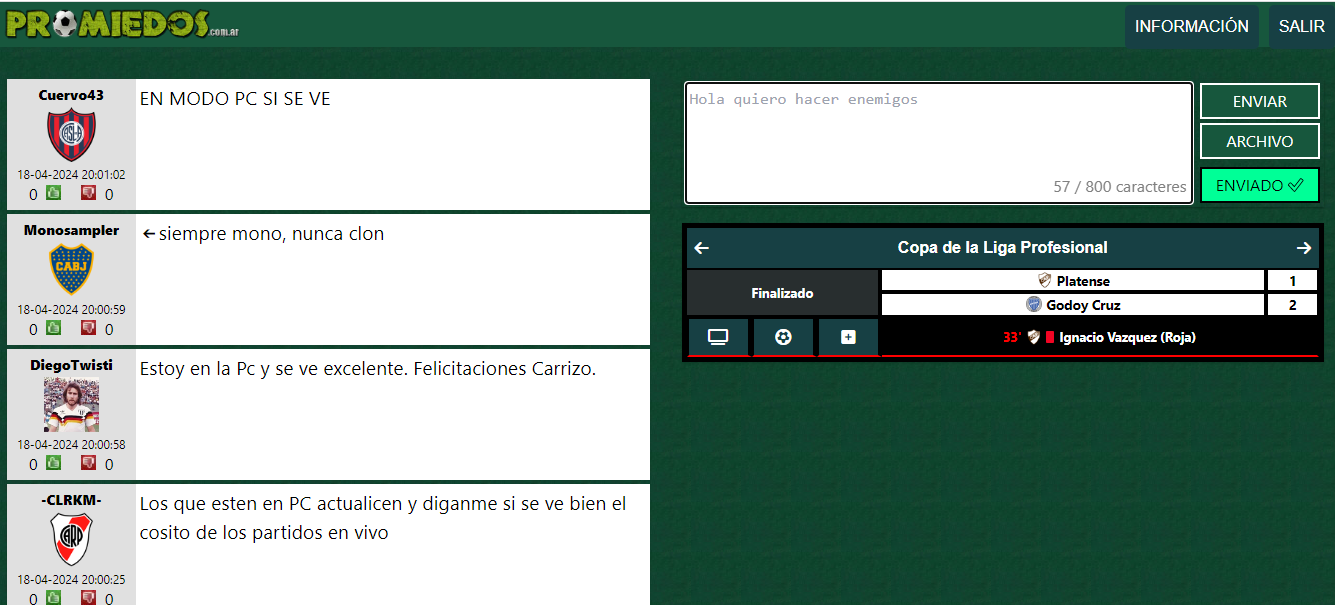 PROMIEDOS.com.ar
INFORMACIÓN
SALIR
Cuervo43
EN MODO PC SI SE VE
CASLA
18-04-2024 20:01:02
0 0
Monosampler
←siempre mono, nunca clon
CABJ
18-04-2024 20:00:59
0 0
DiegoTwisti
Estoy en la Pc y se ve excelente. Felicitaciones Carrizo.
18-04-2024 20:00:58
0 0
-CLRKM-
Los que esten en PC actualicen y diganme si se ve bien el
cosito de los partidos en vivo
CARP
18-04-2024 20:00:25
0 0
Hola quiero hacer enemigos
57 / 800 caracteres
ENVIAR
ARCHIVO
ENVIADO ✓
← Copa de la Liga Profesional →
Finalizado
Platense 1
Godoy Cruz 2
33' Ignacio Vazquez (Roja)